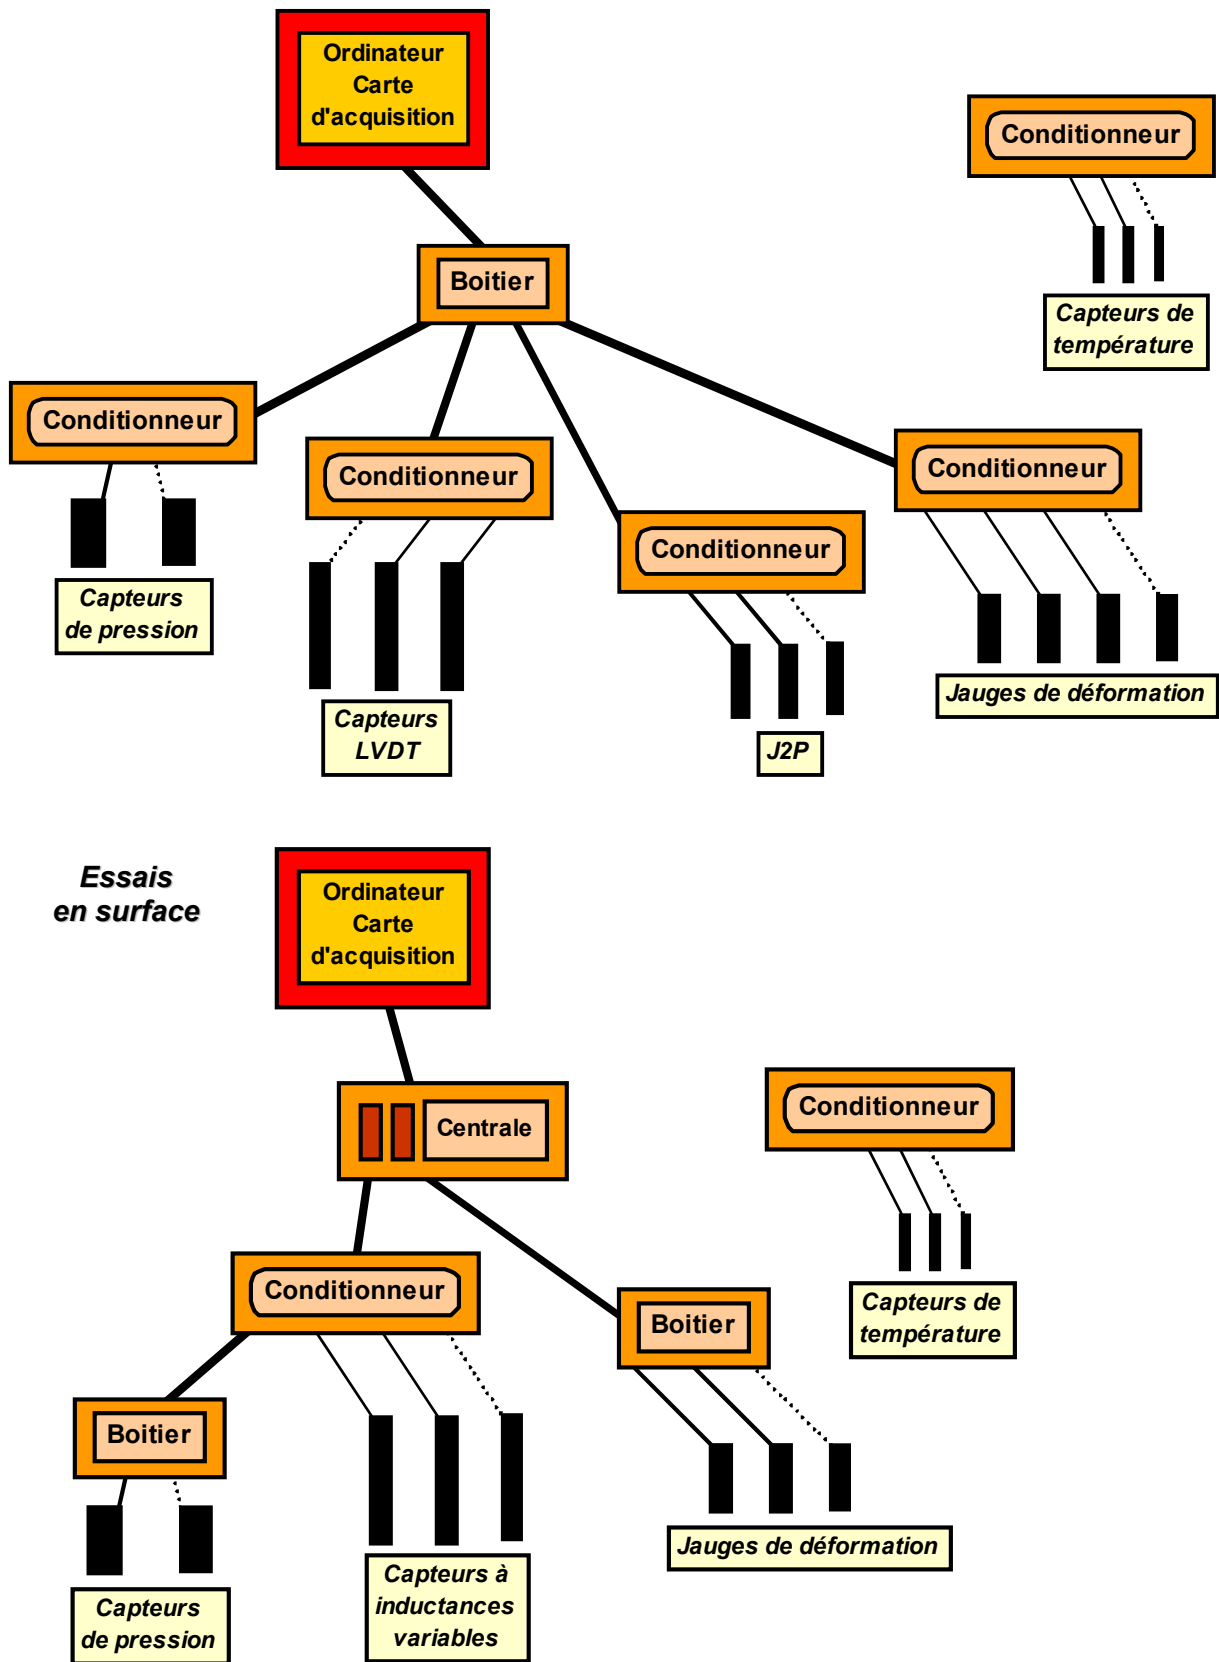 Ordinateur
Carte
d'acquisition
Conditionneur
Capteurs de
température
Boitier
Conditionneur
Capteurs
de pression
Conditionneur
Capteurs
LVDT
Conditionneur
J2P
Conditionneur
Jauges de déformation
Essais
en surface
Ordinateur
Carte
d'acquisition
Centrale
Conditionneur
Capteurs de
température
Conditionneur
Boitier
Jauges de déformation
Boitier
Capteurs
de pression
Capteurs à
inductances
variables